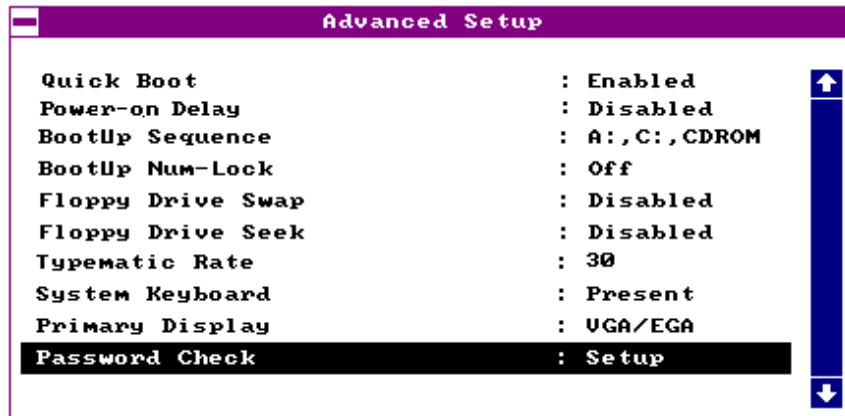 Advanced Setup
Quick Boot : Enabled
Power-on Delay : Disabled
BootUp Sequence : A:,C:,CDROM
BootUp Num-Lock : Off
Floppy Drive Swap : Disabled
Floppy Drive Seek : Disabled
Typematic Rate : 30
System Keyboard : Present
Primary Display : VGA/EGA
Password Check : Setup